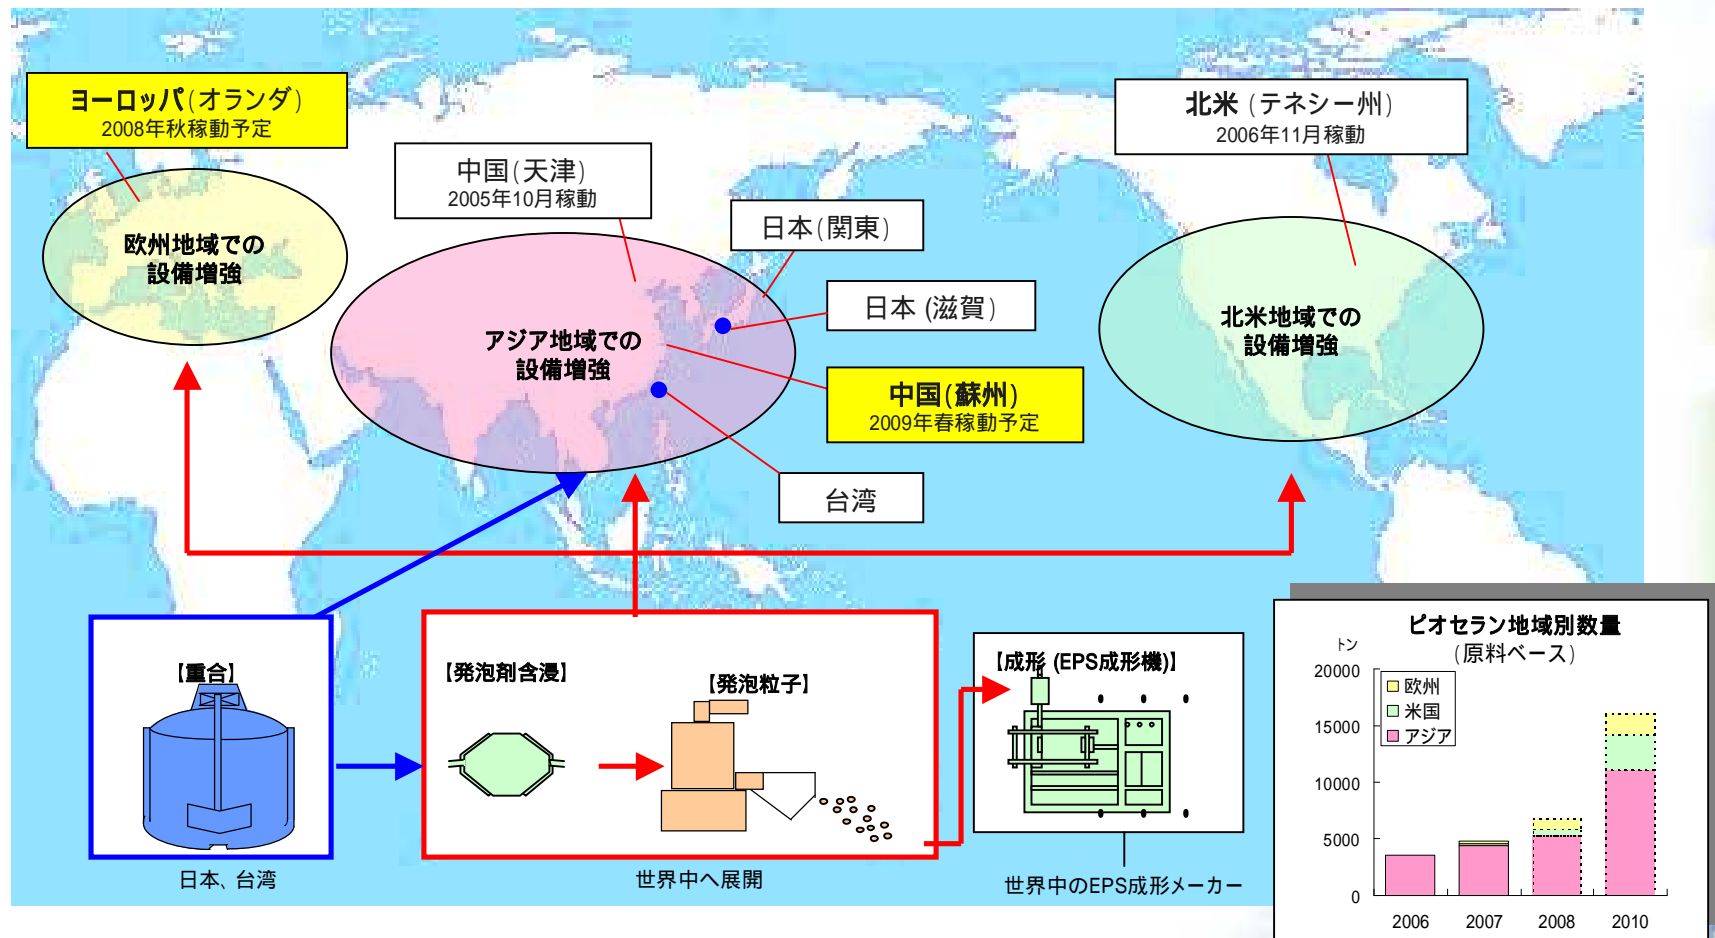 ヨーロッパ(オランダ)
2008年秋稼動予定
北米 (テネシー州)
2006年11月稼動
中国(天津)
2005年10月稼動
日本(関東)
欧州地域での
設備増強
日本 (滋賀)
アジア地域での
設備増強
北米地域での
設備増強
中国(蘇州)
2009年春稼動予定
台湾
【重合】
【発泡剤含浸】
【発泡粒子】
【成形 (EPS成形機)】
日本、台湾
世界中へ展開
世界中のEPS成形メーカー
ピオセラン地域別数量
(原料ベース)
トン
20000
15000
10000
5000
0
欧州
米国
アジア
2006
2007
2008
2010